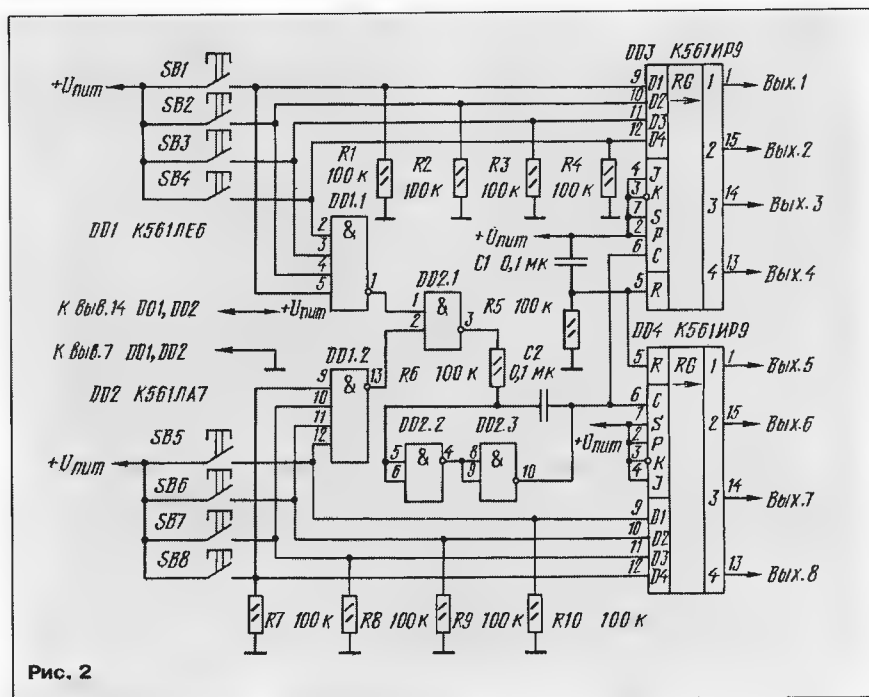 DD3 К561ИР9
SB1
SB2
SB3
SB4
+Uпит
9 D1 RG 1 1 Вых.1
10 D2
11 D3
12 D4
2 15 Вых.2
4 J
3 K
7 S
2 P
6 C
3 14 Вых.3
4 13 Вых.4
5 R
R1 100 к
R2 100 к
R3 100 к
R4 100 к
DD1 К561ЛЕ6
DD1.1
&
2
3
4
5
1
+Uпит
C1 0,1 мк
К выв.14 DD1, DD2
+Uпит
К выв.7 DD1, DD2
DD2.1
&
1
2
3
R5 100 к
DD4 К561ИР9
DD2 К561ЛА7
DD1.2
&
9
10
11
12
13
R6 100 к
C2 0,1 мк
5 R RG 1 1 Вых.5
6 C
7 S
2 P
3 K
4 J
2 15 Вых.6
+Uпит
DD2.2
&
5
6
4
DD2.3
&
8
9
10
3 14 Вых.7
SB5
+Uпит
SB6
SB7
SB8
9 D1
10 D2
11 D3
12 D4
4 13 Вых.8
R7 100 к
R8 100 к
R9 100 к
R10 100 к
Рис. 2